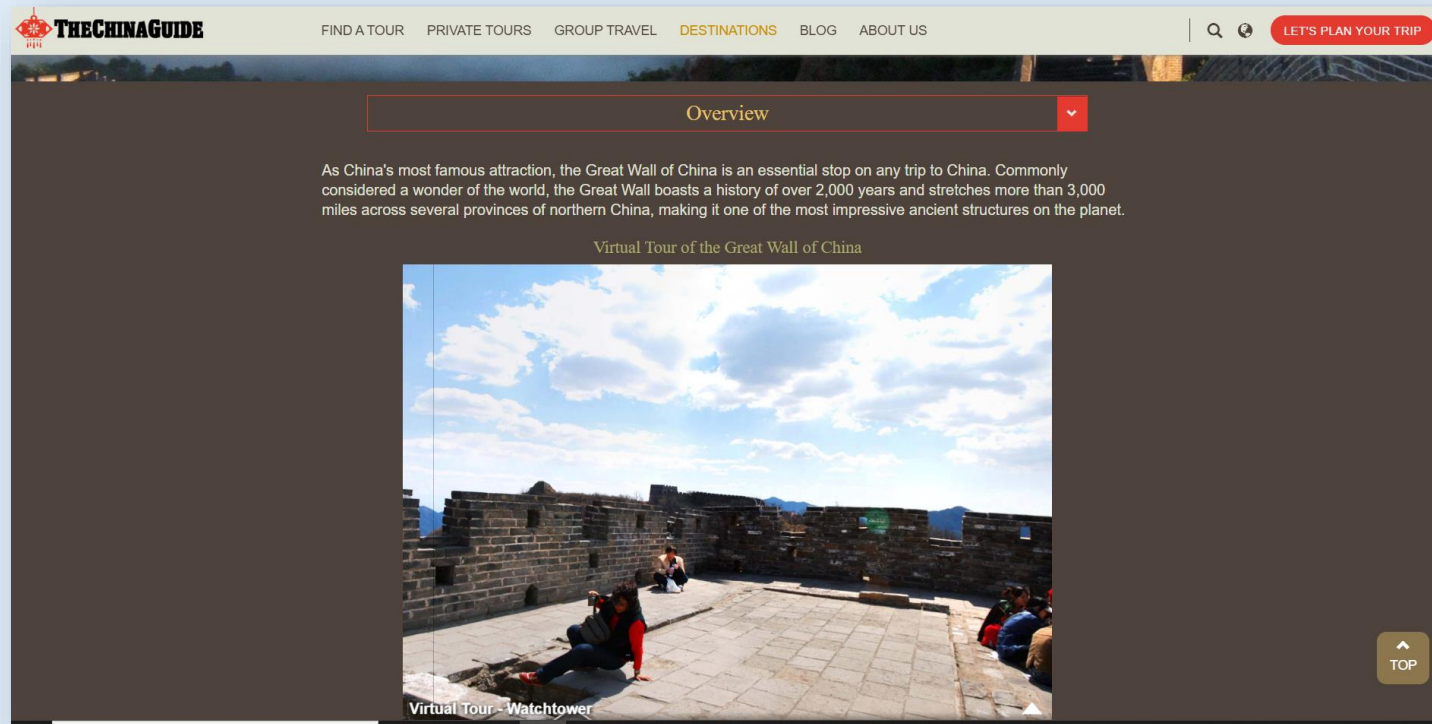 THECHINAGUIDE
FIND A TOUR PRIVATE TOURS GROUP TRAVEL DESTINATIONS BLOG ABOUT US
LET'S PLAN YOUR TRIP
Overview
As China's most famous attraction, the Great Wall of China is an essential stop on any trip to China. Commonly
considered a wonder of the world, the Great Wall boasts a history of over 2,000 years and stretches more than 3,000
miles across several provinces of northern China, making it one of the most impressive ancient structures on the planet.
Virtual Tour of the Great Wall of China
Virtual Tour - Watchtower
TOP